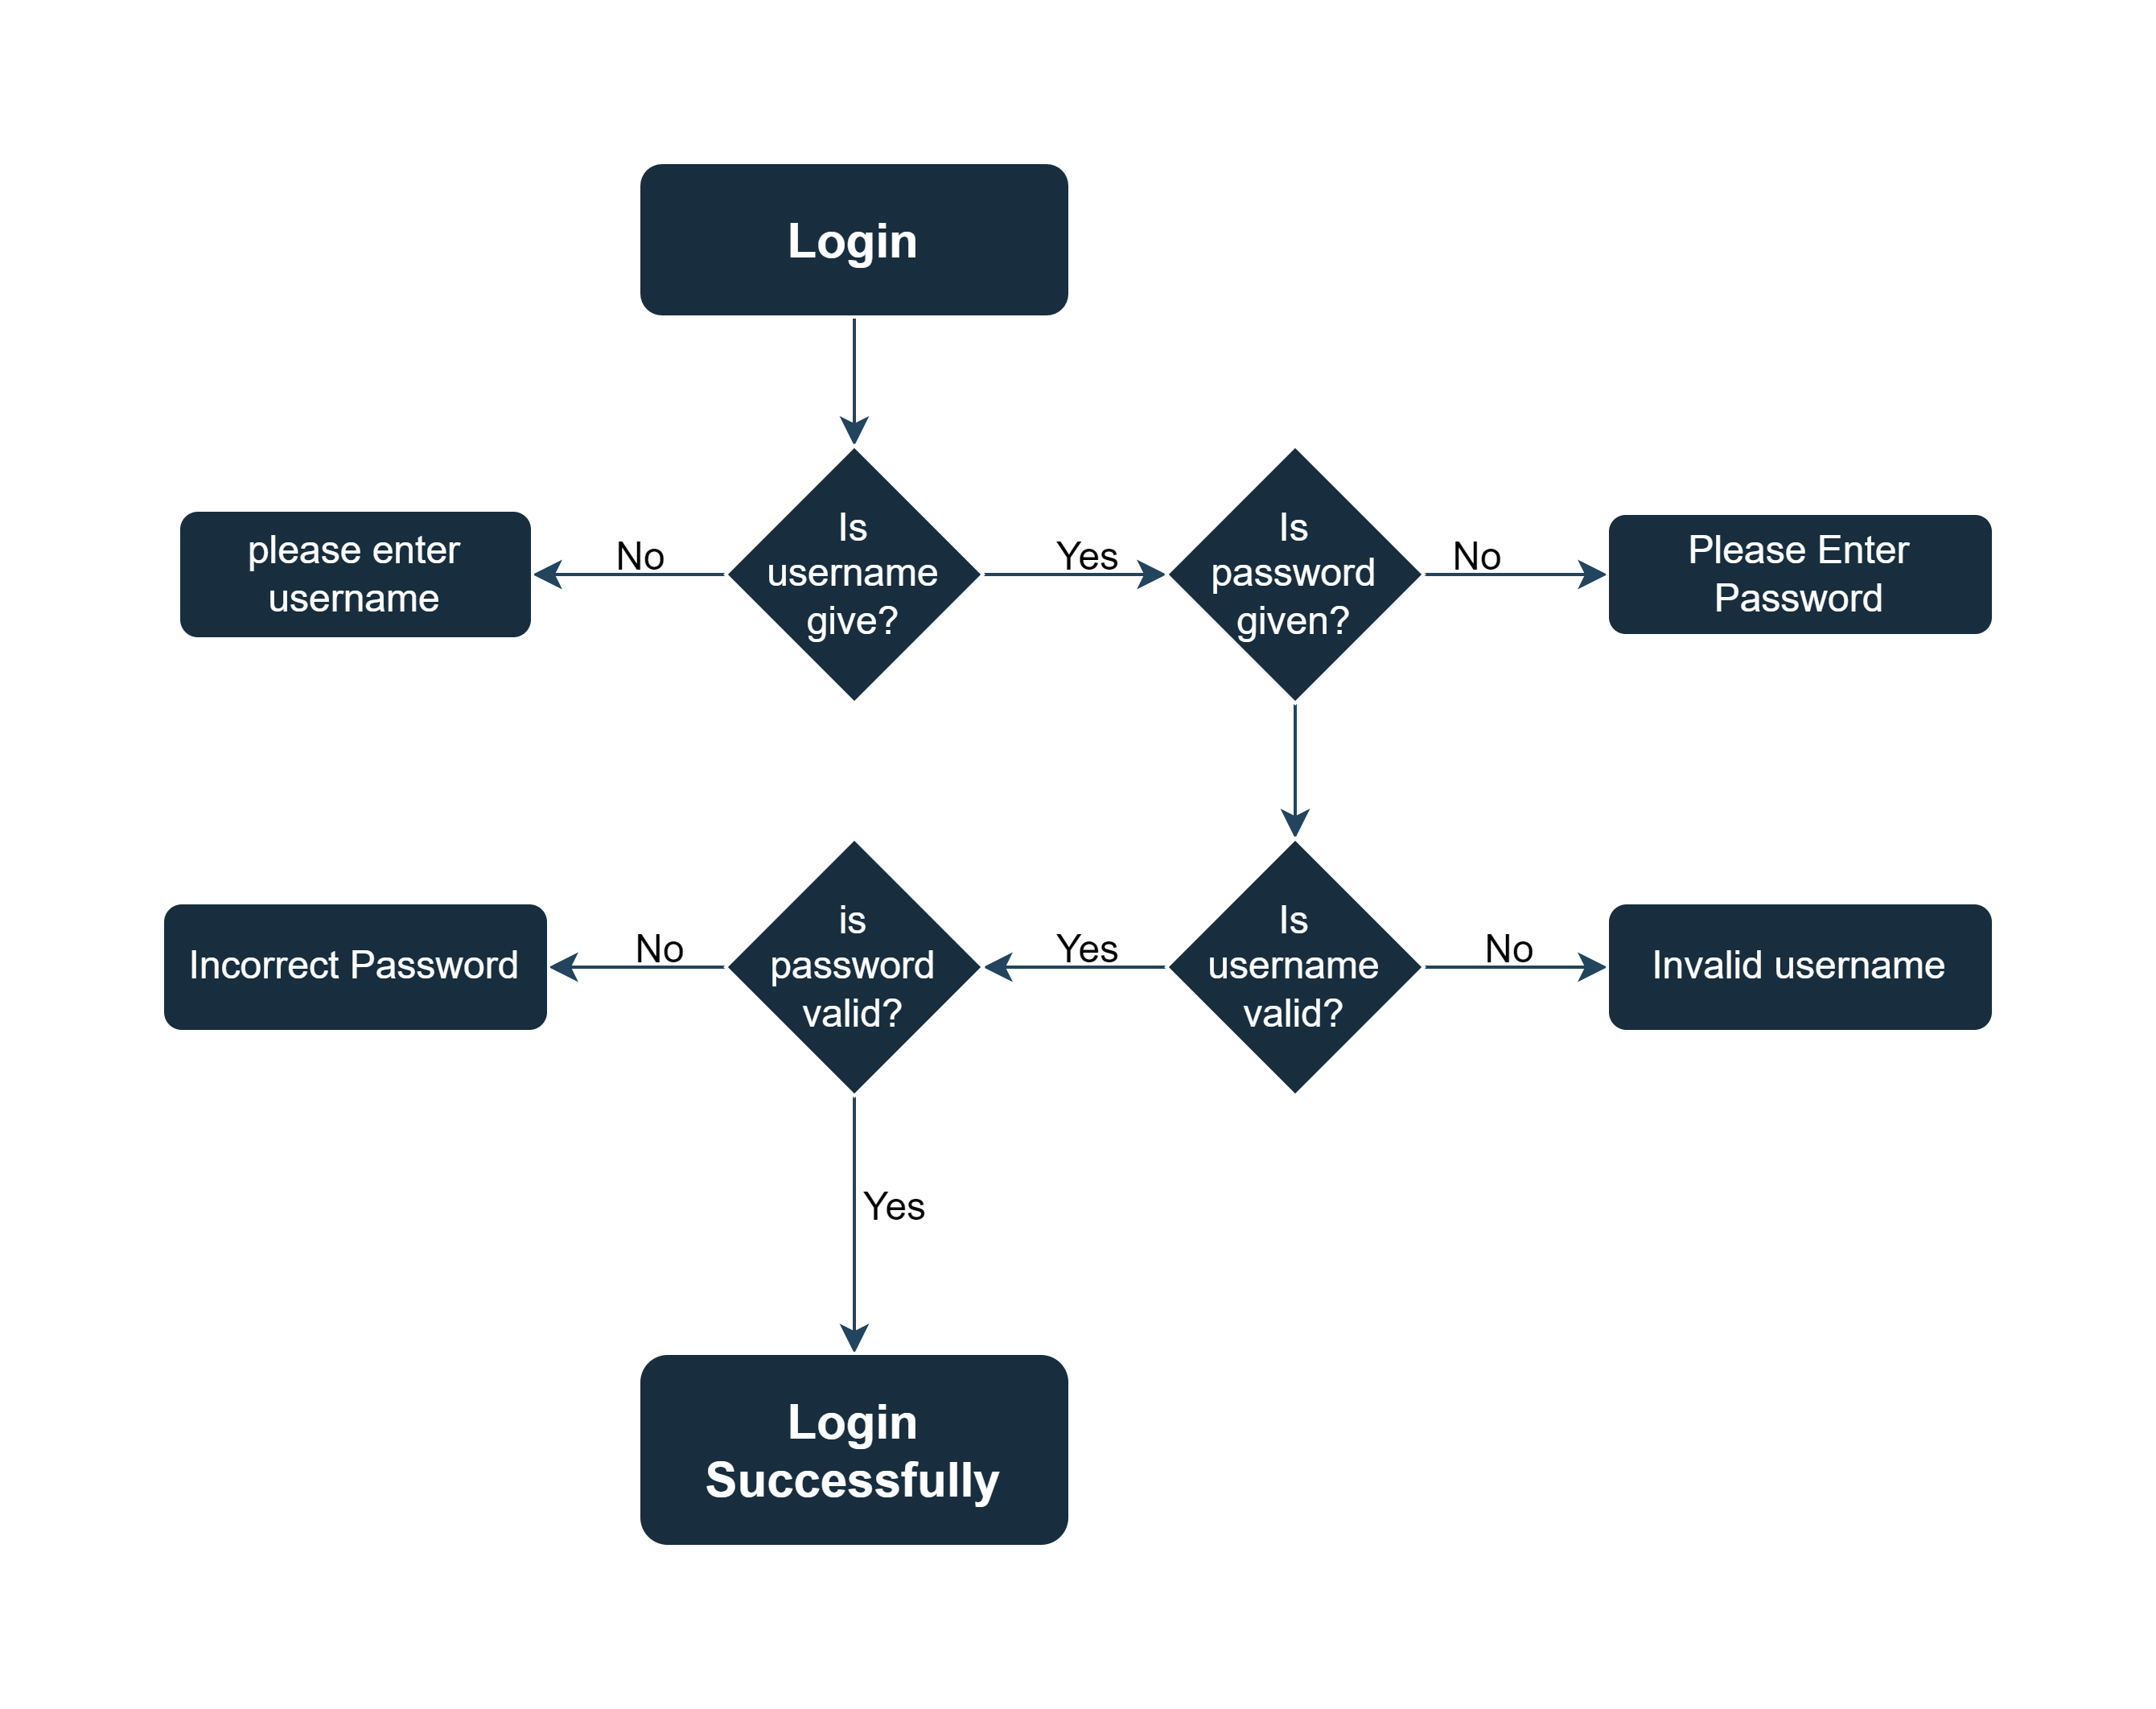 Login
please enter
username
No
Is
username
give?
Yes
Is
password
given?
No
Please Enter
Password
Incorrect Password
No
is
password
valid?
Yes
Is
username
valid?
No
Invalid username
Yes
Login
Successfully